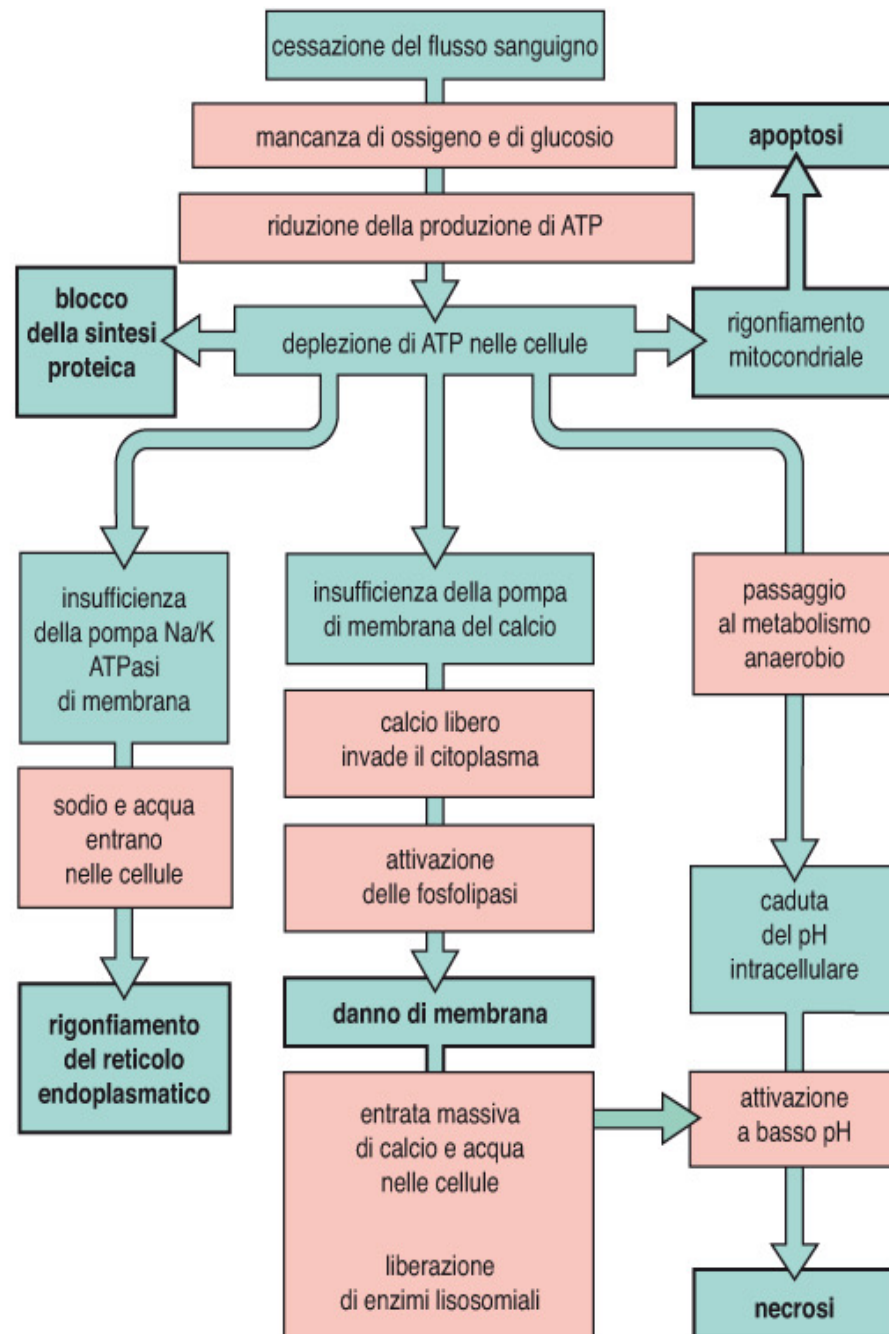 cessazione del flusso sanguigno
mancanza di ossigeno e di glucosio
apoptosi
riduzione della produzione di ATP
blocco
della sintesi
proteica
deplezione di ATP nelle cellule
rigonfiamento
mitocondriale
insufficienza
della pompa Na/K
ATPasi
di membrana
sodio e acqua
entrano
nelle cellule
rigonfiamento
del reticolo
endoplasmatico
insufficienza della pompa
di membrana del calcio
calcio libero
invade il citoplasma
attivazione
delle fosfolipasi
danno di membrana
entrata massiva
di calcio e acqua
nelle cellule
liberazione
di enzimi lisosomiali
passaggio
al metabolismo
anaerobio
caduta
del pH
intracellulare
attivazione
a basso pH
necrosi